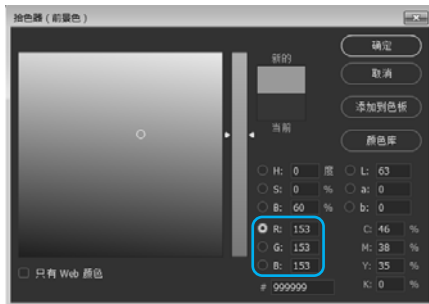 拾色器（前景色）
新的
当前
确定
取消
添加到色板
颜色库
H: 0 度 L: 63
S: 0 % a: 0
B: 60 % b: 0
R: 153 C: 46 %
G: 153 M: 38 %
B: 153 Y: 35 %
# 999999 K: 0 %
只有 Web 颜色